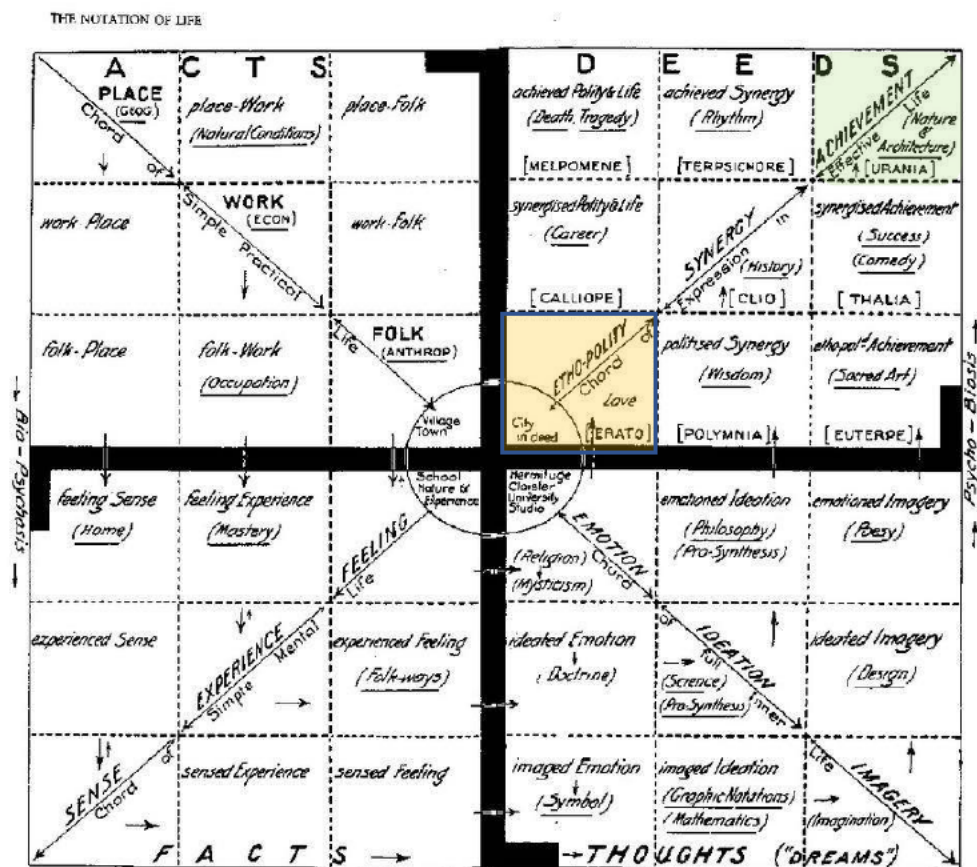 THE NOTATION OF LIFE
ACTS
DEEDS
PLACE
(GEOG.)
Chord of Simple Practical Life
place-Work
(Natural Conditions)
place-Folk
work-Place
WORK
(ECON)
work-Folk
folk-Place
folk-Work
(Occupation)
FOLK
(ANTHROP)
Village
Town
achieved Polity & Life
(Death, Tragedy)
[MELPOMENE]
achieved Synergy
(Rhythm)
[TERPSICHORE]
ACHIEVEMENT
Effective Life
(Nature &
Architecture)
[URANIA]
synergised Polity & Life
(Career)
[CALLIOPE]
SYNERGY
Expression in
(History)
[CLIO]
synergised Achievement
(Success)
(Comedy)
[THALIA]
ETHO-POLITY
Chord of
Love
City
in deed
[ERATO]
politised Synergy
(Wisdom)
[POLYMNIA]
ethopol.d Achievement
(Sacred Art)
[EUTERPE]
Bio-Psychosis
Psycho-Biosis
feeling Sense
(Home)
feeling Experience
(Mastery)
School
Nature &
Experience
FEELING
Life
experienced Sense
EXPERIENCE
Simple Mental
experienced Feeling
(Folk-ways)
SENSE
Chord of
sensed Experience
sensed Feeling
Hermitage
Cloister
University
Studio
EMOTION
Chord
(Religion)
(Mysticism)
emotioned Ideation
(Philosophy)
(Pro-Synthesis)
emotioned Imagery
(Poesy)
ideated Emotion
(Doctrine)
IDEATION
of full Inner
(Science)
(Pro-Synthesis)
ideated Imagery
(Design)
imaged Emotion
(Symbol)
imaged Ideation
(Graphic Notations)
(Mathematics)
IMAGERY
Life
(Imagination)
FACTS
THOUGHTS ("DREAMS")